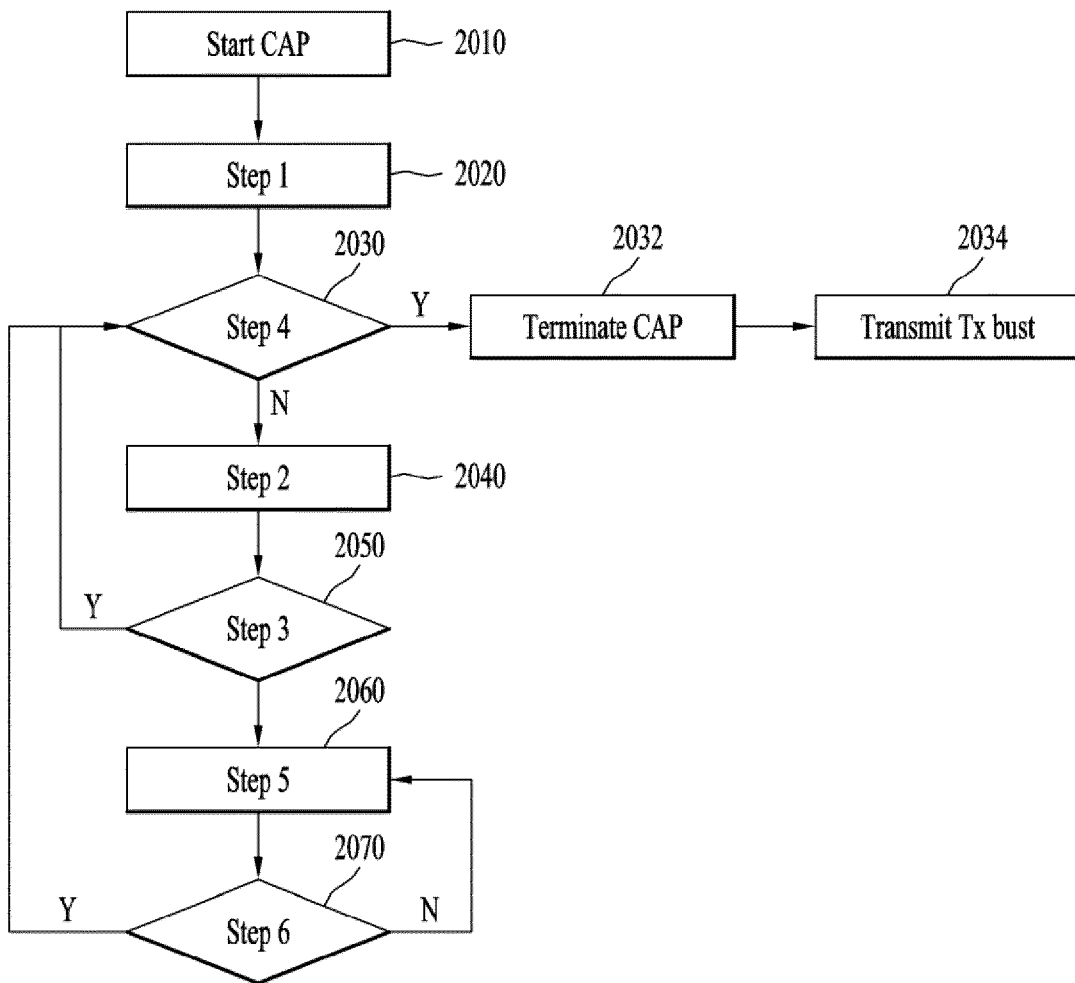 Start CAP
2010
Step 1
2020
2030
Step 4
Y
N
2032
Terminate CAP
2034
Transmit Tx bust
Step 2
2040
2050
Step 3
Y
2060
Step 5
2070
Step 6
Y
N